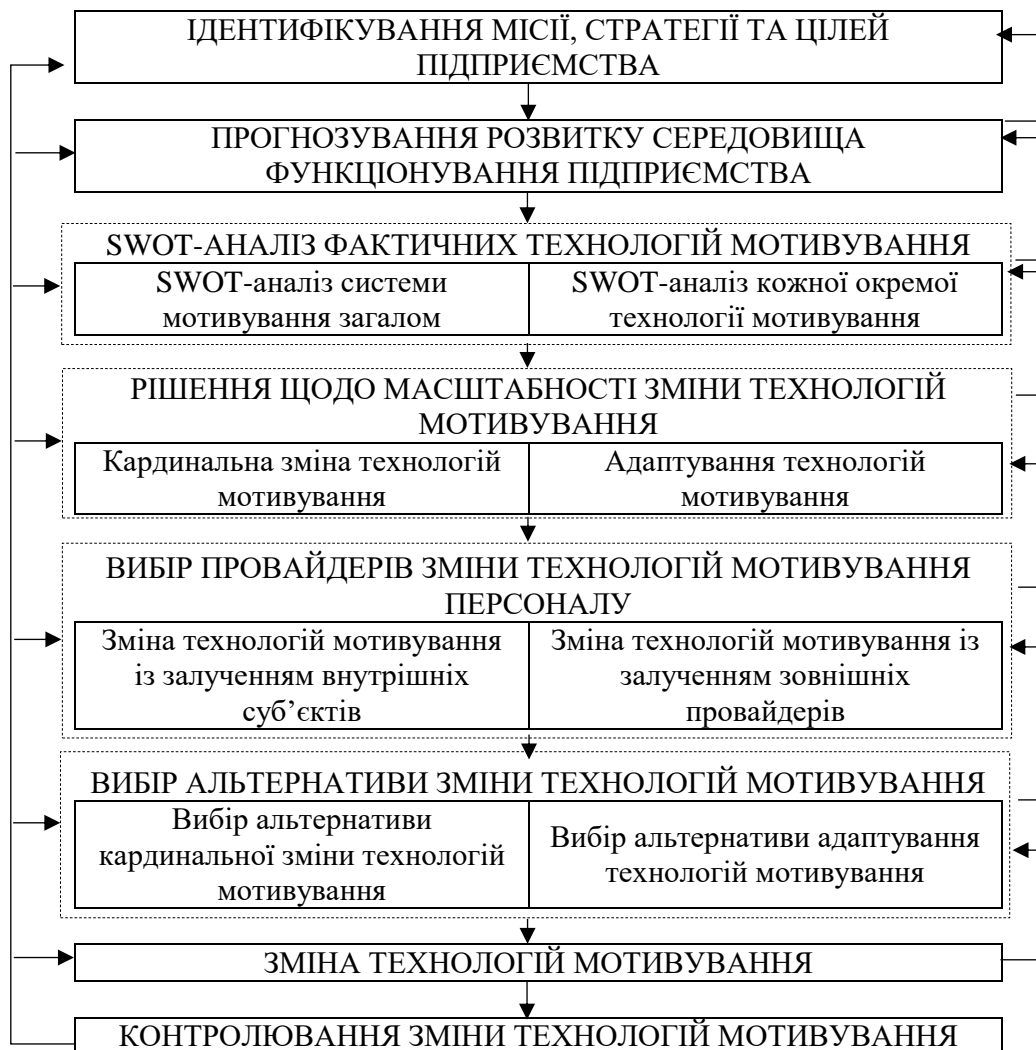 ІДЕНТИФІКУВАННЯ МІСІЇ, СТРАТЕГІЇ ТА ЦІЛЕЙ
ПІДПРИЄМСТВА
ПРОГНОЗУВАННЯ РОЗВИТКУ СЕРЕДОВИЩА
ФУНКЦІОНУВАННЯ ПІДПРИЄМСТВА
SWOT-АНАЛІЗ ФАКТИЧНИХ ТЕХНОЛОГІЙ МОТИВУВАННЯ
SWOT-аналіз системи
мотивування загалом
SWOT-аналіз кожної окремої
технології мотивування
РІШЕННЯ ЩОДО МАСШТАБНОСТІ ЗМІНИ ТЕХНОЛОГІЙ
МОТИВУВАННЯ
Кардинальна зміна технологій
мотивування
Адаптування технологій
мотивування
ВИБІР ПРОВАЙДЕРІВ ЗМІНИ ТЕХНОЛОГІЙ МОТИВУВАННЯ
ПЕРСОНАЛУ
Зміна технологій мотивування
із залученням внутрішніх
суб’єктів
Зміна технологій мотивування із
залученням зовнішніх
провайдерів
ВИБІР АЛЬТЕРНАТИВИ ЗМІНИ ТЕХНОЛОГІЙ МОТИВУВАННЯ
Вибір альтернативи
кардинальної зміни технологій
мотивування
Вибір альтернативи адаптування
технологій мотивування
ЗМІНА ТЕХНОЛОГІЙ МОТИВУВАННЯ
КОНТРОЛЮВАННЯ ЗМІНИ ТЕХНОЛОГІЙ МОТИВУВАННЯ